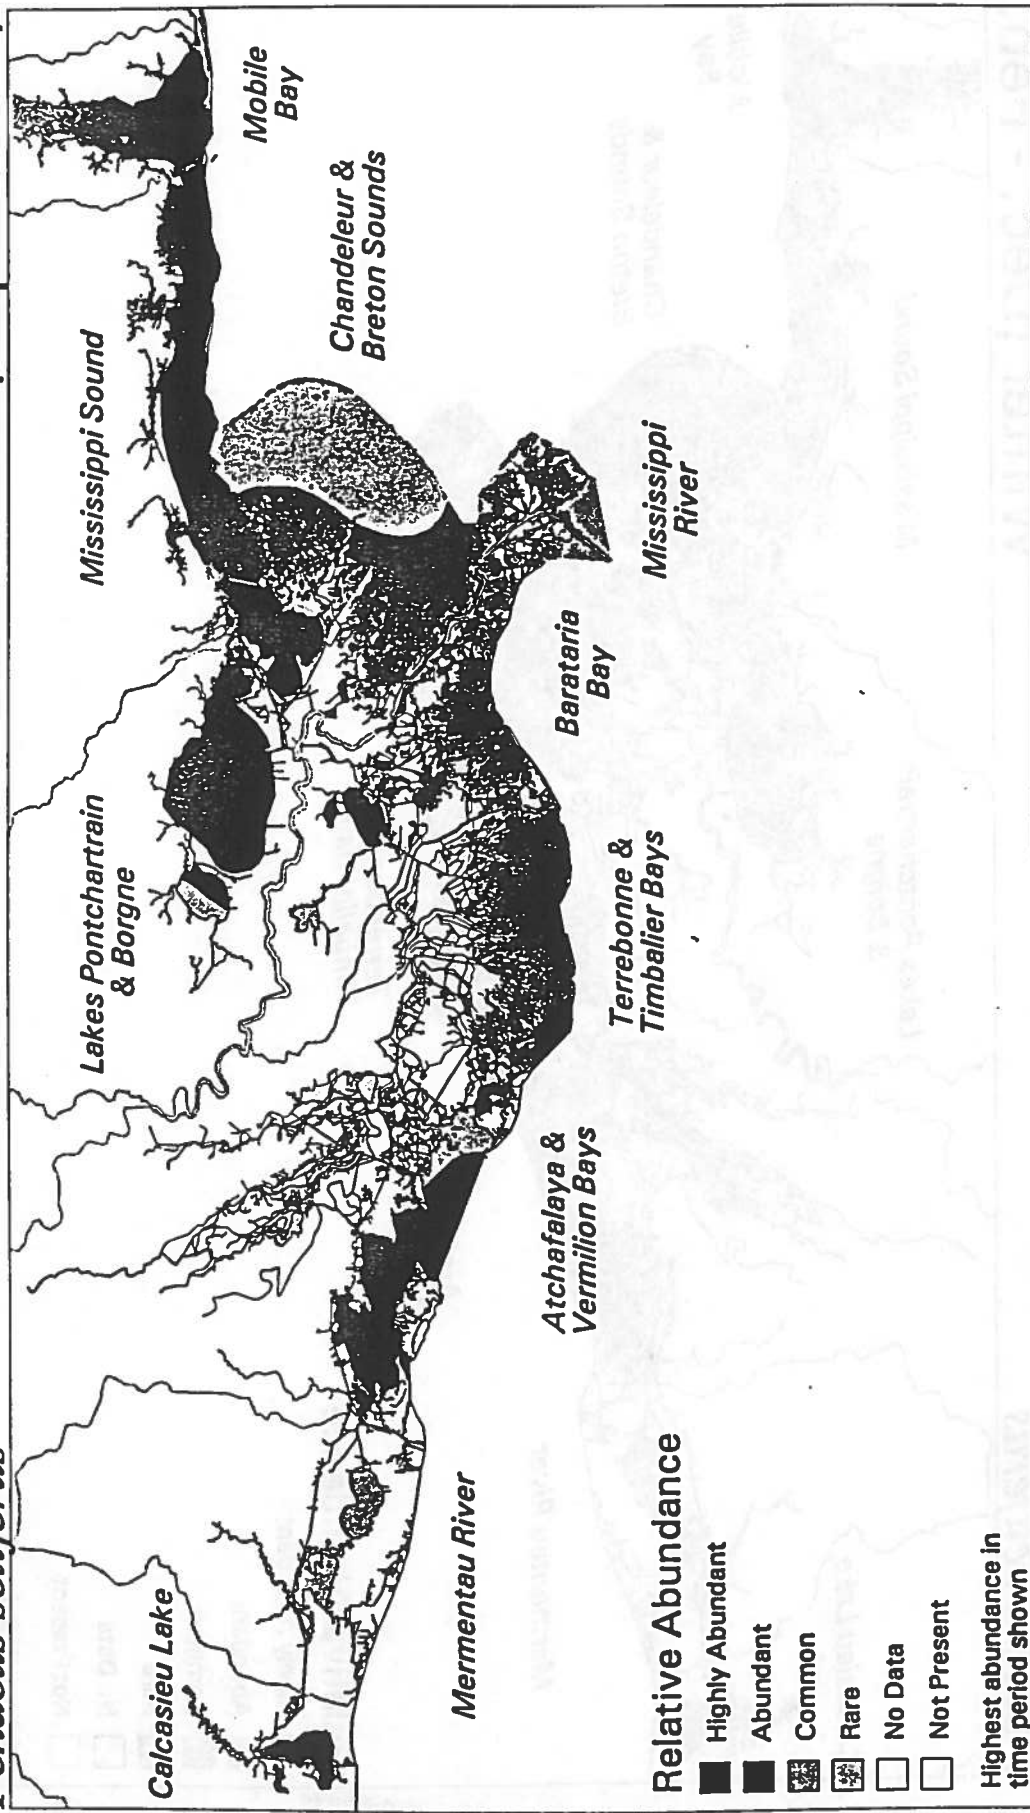 Calcasieu Lake
Mermentau River
Atchafalaya &
Vermilion Bays
Lakes Pontchartrain
& Borgne
Terrebonne &
Timbalier Bays
Barataria
Bay
Mississippi
River
Mississippi Sound
Chandeleur &
Breton Sounds
Mobile
Bay
Relative Abundance
Highly Abundant
Abundant
Common
Rare
No Data
Not Present
Highest abundance in
time period shown